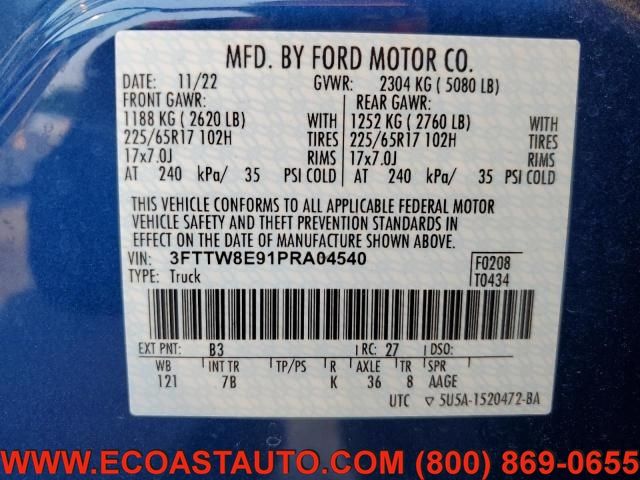 MFD. BY FORD MOTOR CO.
DATE: 11/22 GVWR: 2304 KG ( 5080 LB)
FRONT GAWR: REAR GAWR:
1188 KG ( 2620 LB) WITH 1252 KG ( 2760 LB) WITH
225/65R17 102H TIRES 225/65R17 102H TIRES
17x7.0J RIMS 17x7.0J RIMS
AT 240 kPa/ 35 PSI COLD AT 240 kPa/ 35 PSI COLD
THIS VEHICLE CONFORMS TO ALL APPLICABLE FEDERAL MOTOR
VEHICLE SAFETY AND THEFT PREVENTION STANDARDS IN
EFFECT ON THE DATE OF MANUFACTURE SHOWN ABOVE.
VIN: 3FTTW8E91PRA04540 F0208
TYPE: Truck T0434
EXT PNT: B3 RC: 27 DSO:
WB INT TR TP/PS R AXLE TR SPR
121 7B K 36 8 AAGE
UTC ▽ 5U5A-1520472-BA
WWW.ECOASTAUTO.COM (800) 869-0655